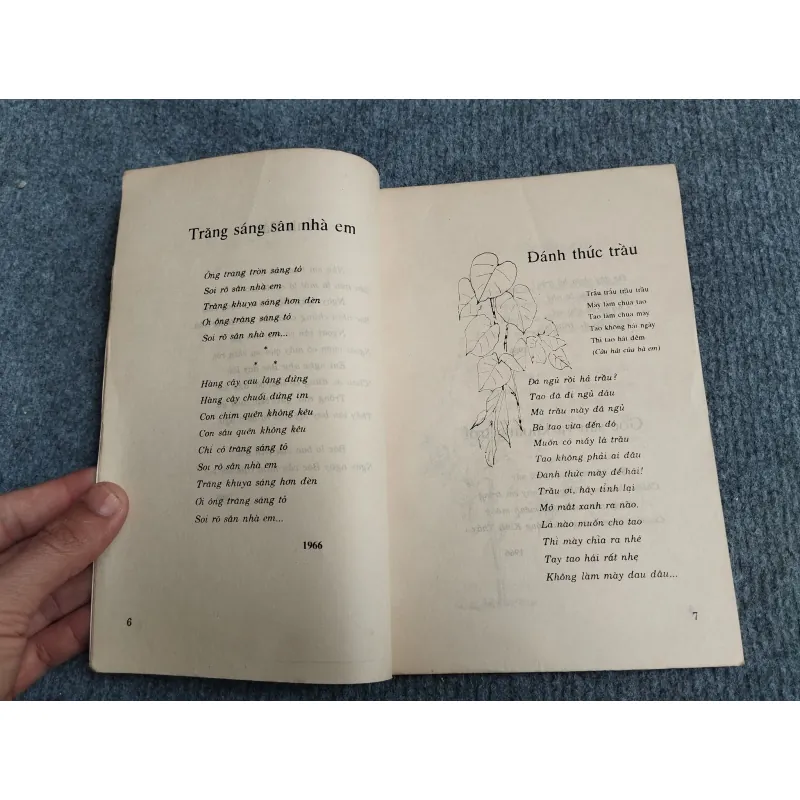 Trăng sáng sân nhà em
Ông trăng tròn sáng tỏ
Soi rõ sân nhà em
Trăng khuya sáng hơn đèn
Ơi ông trăng sáng tỏ
Soi rõ sân nhà em...
*
* *
Hàng cây cau lặng đứng
Hàng cây chuối đứng im
Con chim quên không kêu
Con sâu quên không kêu
Chỉ có trăng sáng tỏ
Soi rõ sân nhà em
Trăng khuya sáng hơn đèn
Ơi ông trăng sáng tỏ
Soi rõ sân nhà em...
1966
6
Đánh thức trầu
Trầu trầu trầu trầu
Mày làm chúa tao
Tao làm chúa mày
Tao không hái ngày
Thì tao hái đêm
(Câu hát của bà em)
Đã ngủ rồi hả trầu?
Tao đã đi ngủ đâu
Mà trầu mày đã ngủ
Bà tao vừa đến đó
Muốn có mấy lá trầu
Tao không phải ai đâu
Đánh thức mày để hái!
Trầu ơi, hãy tỉnh lại
Mở mắt xanh ra nào.
Lá nào muốn cho tao
Thì mày chìa ra nhé
Tay tao hái rất nhẹ
Không làm mày đau đâu...
7